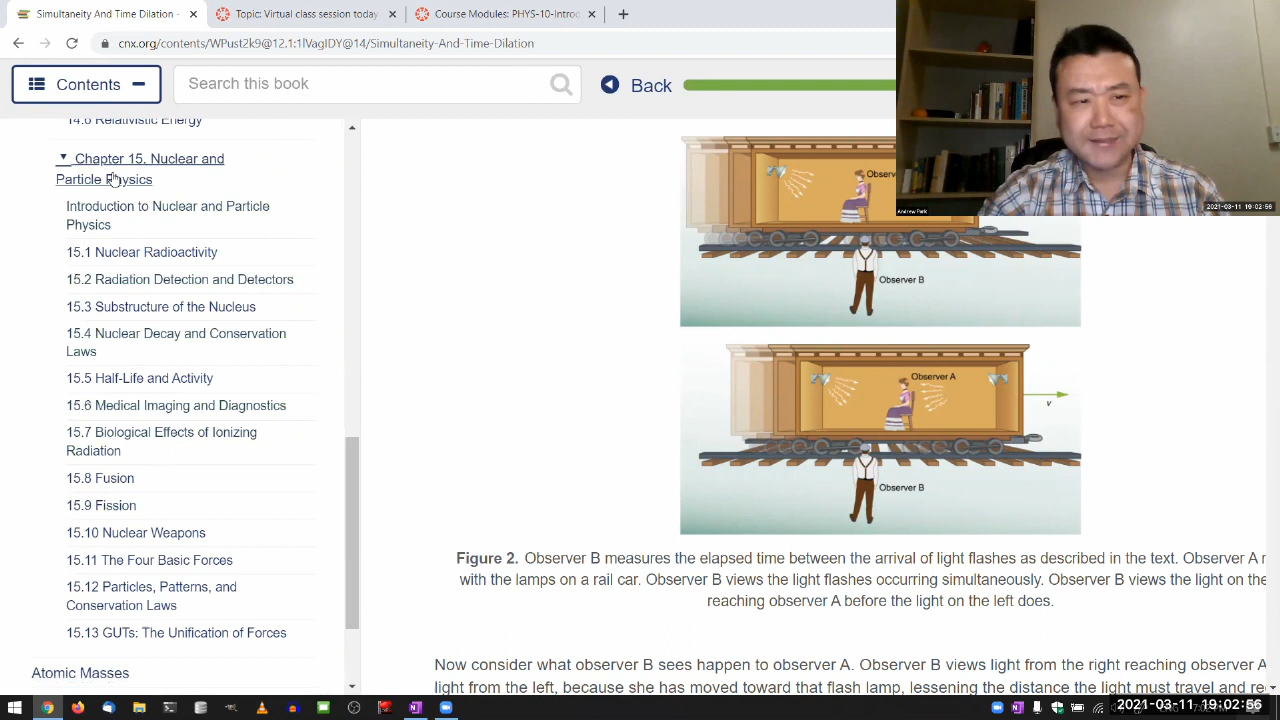 Simultaneity And Time Dilation
Topic: Virtual class session today
Course Modules: PHYS-10-Introd
cnx.org/contents/WPust2k9@12.1:1lVagIDY@14/Simultaneity-And-Time-Dilation
Contents
Search this book
Back
14.6 Relativistic Energy
Chapter 15. Nuclear and
Particle Physics
Introduction to Nuclear and Particle
Physics
15.1 Nuclear Radioactivity
15.2 Radiation Detection and Detectors
15.3 Substructure of the Nucleus
15.4 Nuclear Decay and Conservation
Laws
15.5 Half-Life and Activity
15.6 Medical Imaging and Diagnostics
15.7 Biological Effects of Ionizing
Radiation
15.8 Fusion
15.9 Fission
15.10 Nuclear Weapons
15.11 The Four Basic Forces
15.12 Particles, Patterns, and
Conservation Laws
15.13 GUTs: The Unification of Forces
Atomic Masses
Observ
Observer B
Observer A
v
Observer B
Figure 2. Observer B measures the elapsed time between the arrival of light flashes as described in the text. Observer A r
with the lamps on a rail car. Observer B views the light flashes occurring simultaneously. Observer B views the light on the
reaching observer A before the light on the left does.
Now consider what observer B sees happen to observer A. Observer B views light from the right reaching observer A
light from the left, because she has moved toward that flash lamp, lessening the distance the light must travel and re
Andrew Park
2021-03-11 19:02:56
2021-03-11 19:02:56